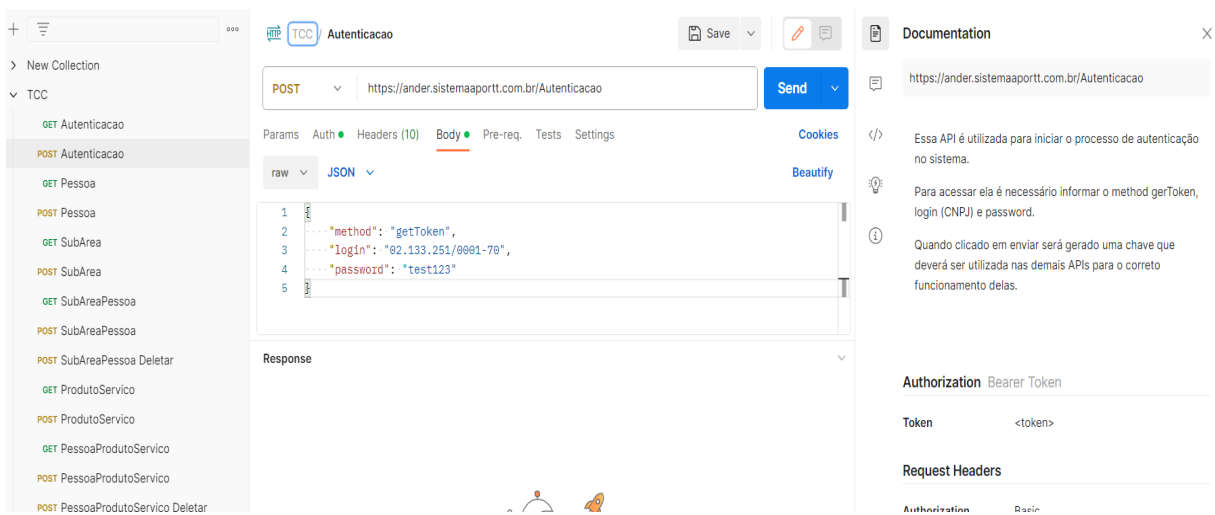 New Collection
TCC
GET Autenticacao
POST Autenticacao
GET Pessoa
POST Pessoa
GET SubArea
POST SubArea
GET SubAreaPessoa
POST SubAreaPessoa
POST SubAreaPessoa Deletar
GET ProdutoServico
POST ProdutoServico
GET PessoaProdutoServico
POST PessoaProdutoServico
POST PessoaProdutoServico Deletar
HTTP TCC / Autenticacao
Save
POST https://ander.sistemaaportt.com.br/Autenticacao
Send
Params Auth Headers (10) Body Pre-req. Tests Settings
Cookies
raw JSON
Beautify
1 {
2 "method": "getToken",
3 "login": "02.133.251/0001-70",
4 "password": "test123"
5 }
Response
Documentation
https://ander.sistemaaportt.com.br/Autenticacao
Essa API é utilizada para iniciar o processo de autenticação
no sistema.
Para acessar ela é necessário informar o method gerToken,
login (CNPJ) e password.
Quando clicado em enviar será gerado uma chave que
deverá ser utilizada nas demais APIs para o correto
funcionamento delas.
Authorization Bearer Token
Token <token>
Request Headers
Authorization Basic